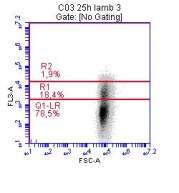 C03 25h lamb 3
Gate: [No Gating]
R2
1,9%
R1
18,4%
Q1-LR
78,5%
FL3-A
FSC-A